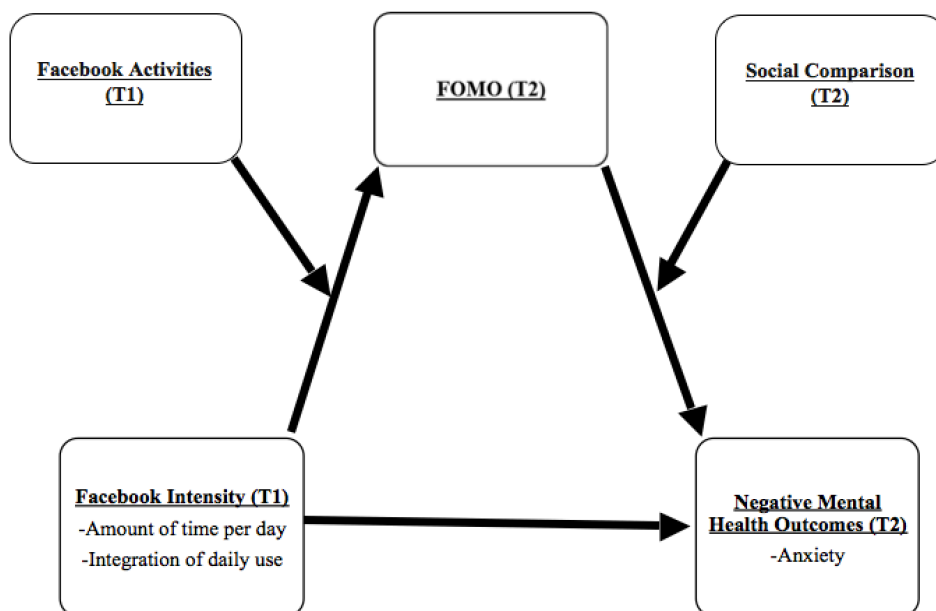 Facebook Activities
(T1)
FOMO (T2)
Social Comparison
(T2)
Facebook Intensity (T1)
-Amount of time per day
-Integration of daily use
Negative Mental
Health Outcomes (T2)
-Anxiety